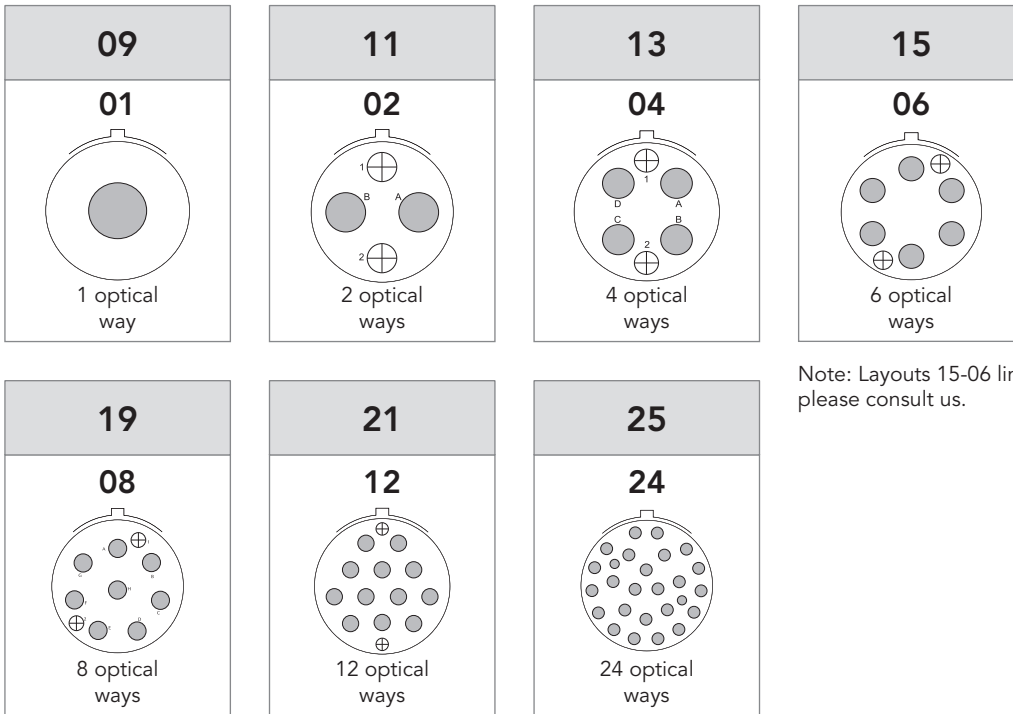 09
11
13
15
01
02
04
06
1
B
A
2
1
D
A
C
B
2
1 optical
way
2 optical
ways
4 optical
ways
6 optical
ways
Note: Layouts 15-06
please consult us.
19
21
25
08
12
24
A
1
G
B
H
F
C
2
E
D
8 optical
ways
12 optical
ways
24 optical
ways